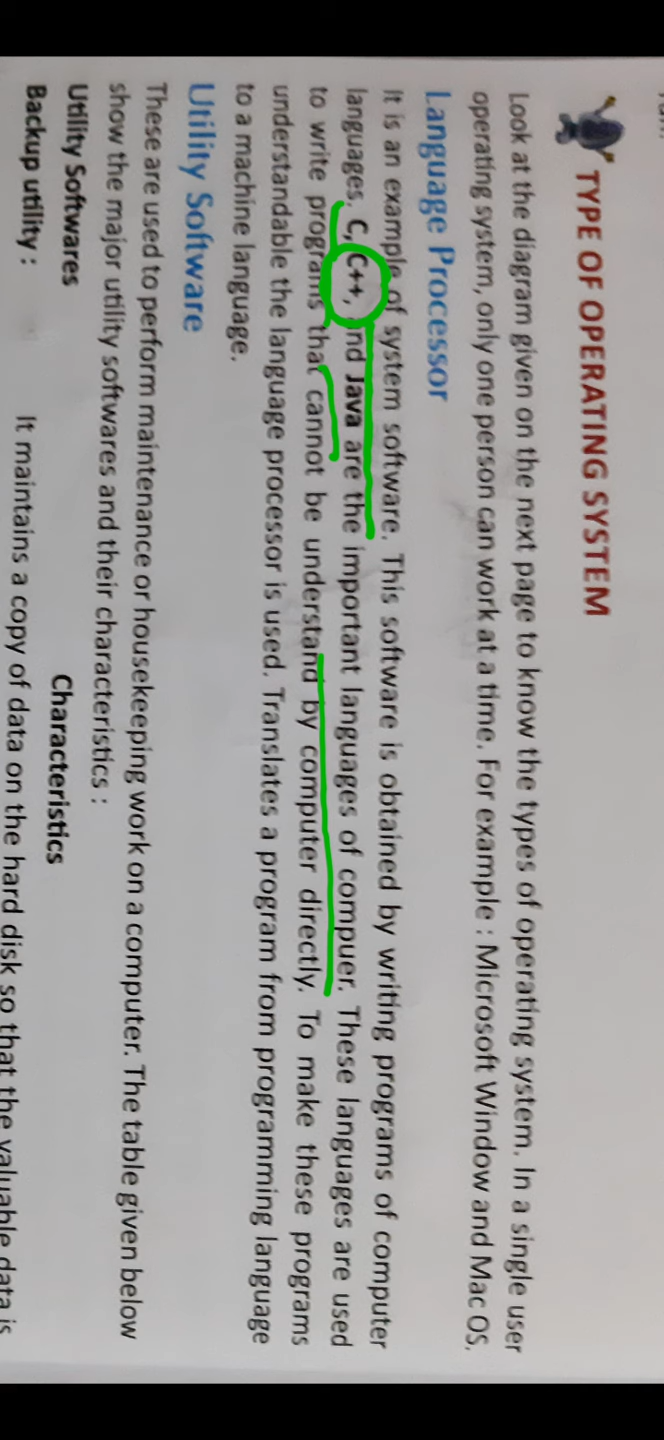 TYPE OF OPERATING SYSTEM
Look at the diagram given on the next page to know the types of operating system. In a single user
operating system, only one person can work at a time. For example : Microsoft Window and Mac OS.
Language Processor
It is an example of system software. This software is obtained by writing programs of computer
languages. C, C++, and Java are the important languages of compuer. These languages are used
to write programs that cannot be understand by computer directly. To make these programs
understandable the language processor is used. Translates a program from programming language
to a machine language.
Utility Software
These are used to perform maintenance or housekeeping work on a computer. The table given below
show the major utility softwares and their characteristics :
Utility Softwares Characteristics
Backup utility : It maintains a copy of data on the hard disk so that the valuable data is